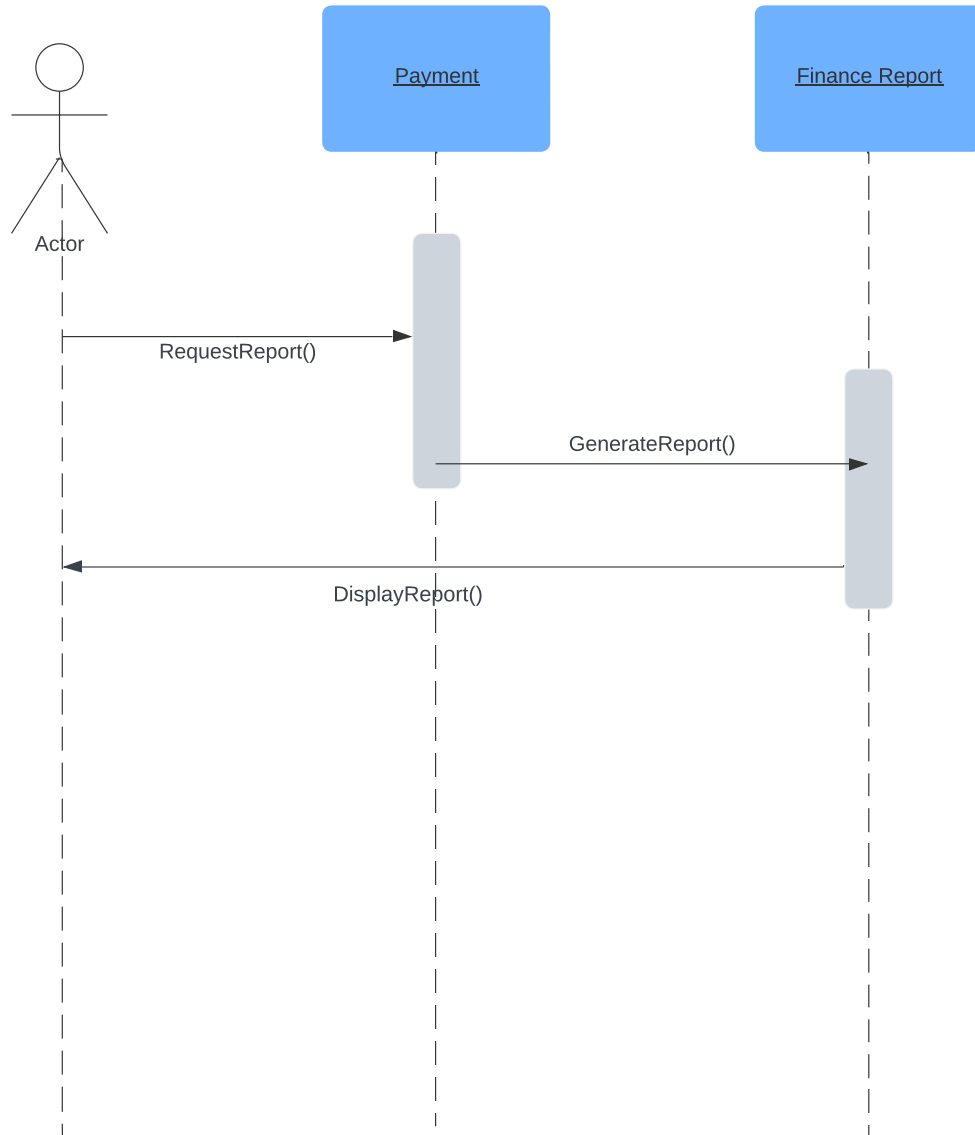 Payment
Finance Report
Actor
RequestReport()
GenerateReport()
DisplayReport()